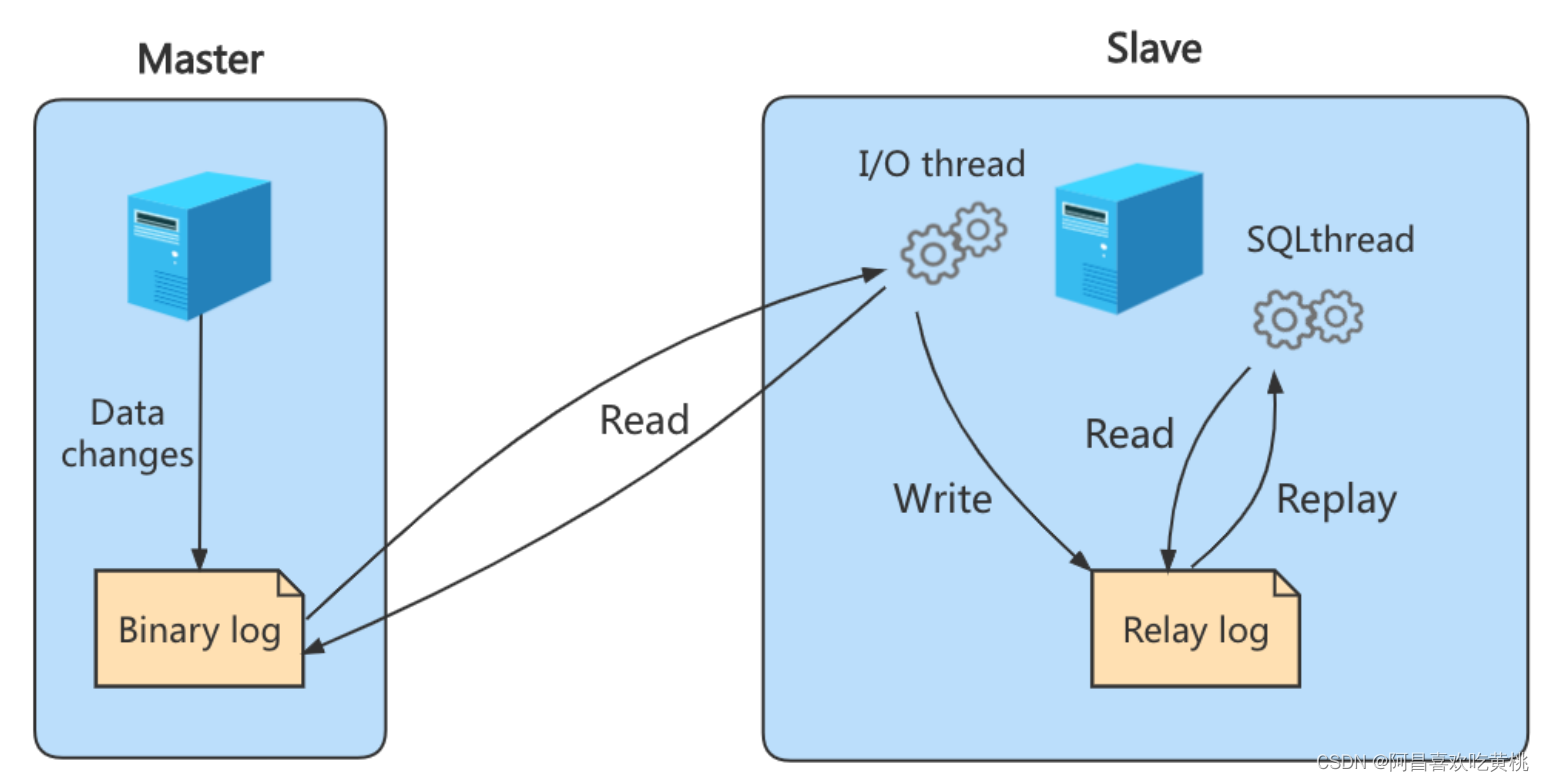 Master
Slave
I/O thread
SQLthread
Data
changes
Read
Read
Write
Replay
Binary log
Relay log
CSDN @阿昌喜欢吃黄桃